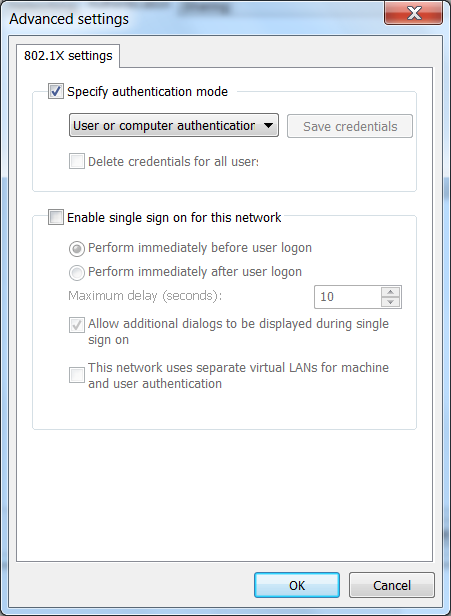 Advanced settings
802.1X settings
Specify authentication mode
User or computer authentication
Save credentials
Delete credentials for all users
Enable single sign on for this network
Perform immediately before user logon
Perform immediately after user logon
Maximum delay (seconds):
10
Allow additional dialogs to be displayed during single
sign on
This network uses separate virtual LANs for machine
and user authentication
OK
Cancel